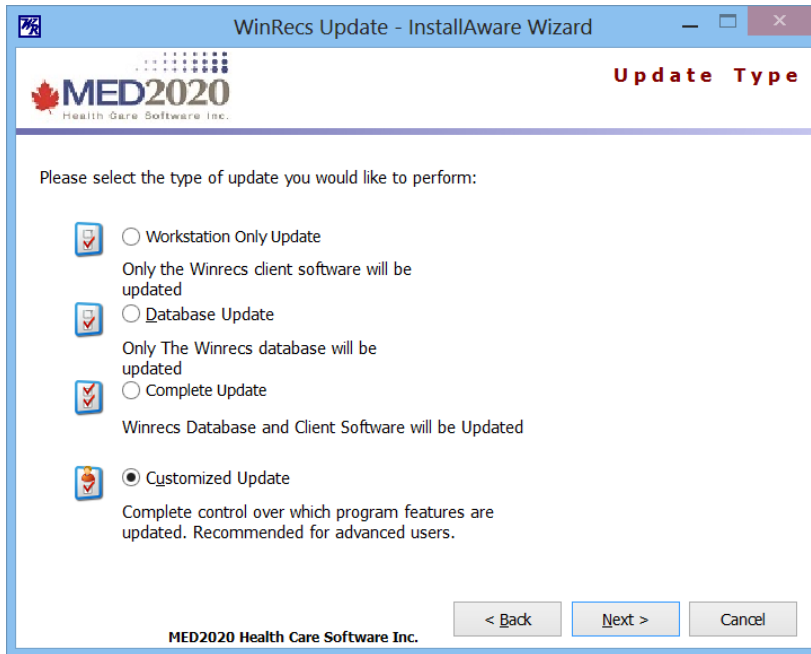 WR
WinRecs Update - InstallAware Wizard
MED2020
Health Care Software Inc.
Update Type
Please select the type of update you would like to perform:
Workstation Only Update
Only the Winrecs client software will be
updated
Database Update
Only The Winrecs database will be
updated
Complete Update
Winrecs Database and Client Software will be Updated
Customized Update
Complete control over which program features are
updated. Recommended for advanced users.
< Back
Next >
Cancel
MED2020 Health Care Software Inc.